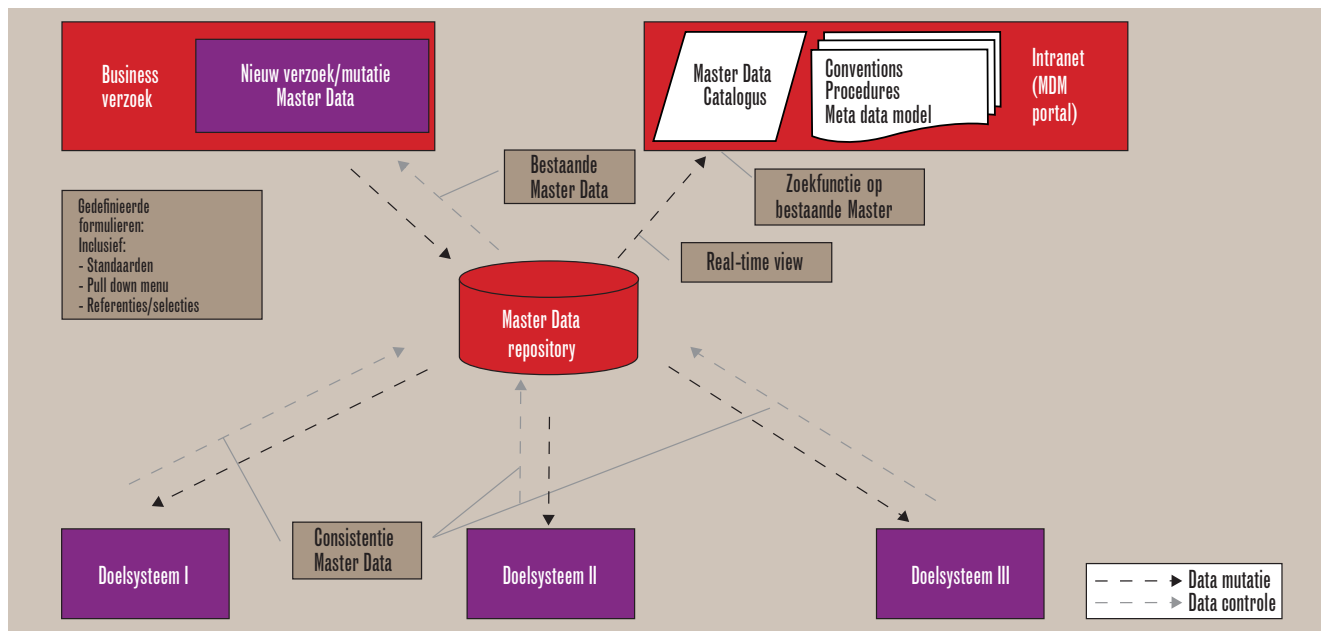 Business
verzoek
Nieuw verzoek/mutatie
Master Data
Master Data
Catalogus
Conventions
Procedures
Meta data model
Intranet
(MDM
portal)
Bestaande
Master Data
Zoekfunctie op
bestaande Master
Gedefinieerde
formulieren:
Inclusief:
- Standaarden
- Pull down menu
- Referenties/selecties
Real-time view
Master Data
repository
Consistentie
Master Data
Doelsysteem I
Doelsysteem II
Doelsysteem III
Data mutatie
Data controle